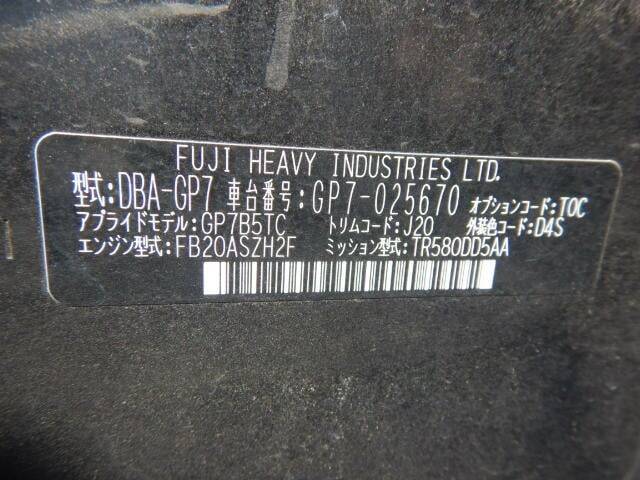 FUJI HEAVY INDUSTRIES LTD.
型式:DBA-GP7 車台番号:GP7-025670 オプションコード:TOC
アプライドモデル:GP7B5TC トリムコード:J20 外装色コード:D4S
エンジン型式:FB20ASZH2F ミッション型式:TR580DD5AA